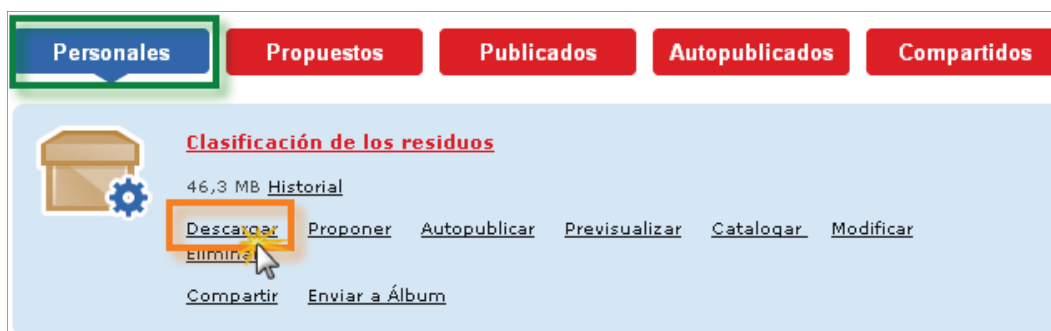 Personales Propuestos Publicados Autopublicados Compartidos
Clasificación de los residuos
46,3 MB Historial
Descargar Proponer Autopublicar Previsualizar Catalogar Modificar
Eliminar
Compartir Enviar a Álbum